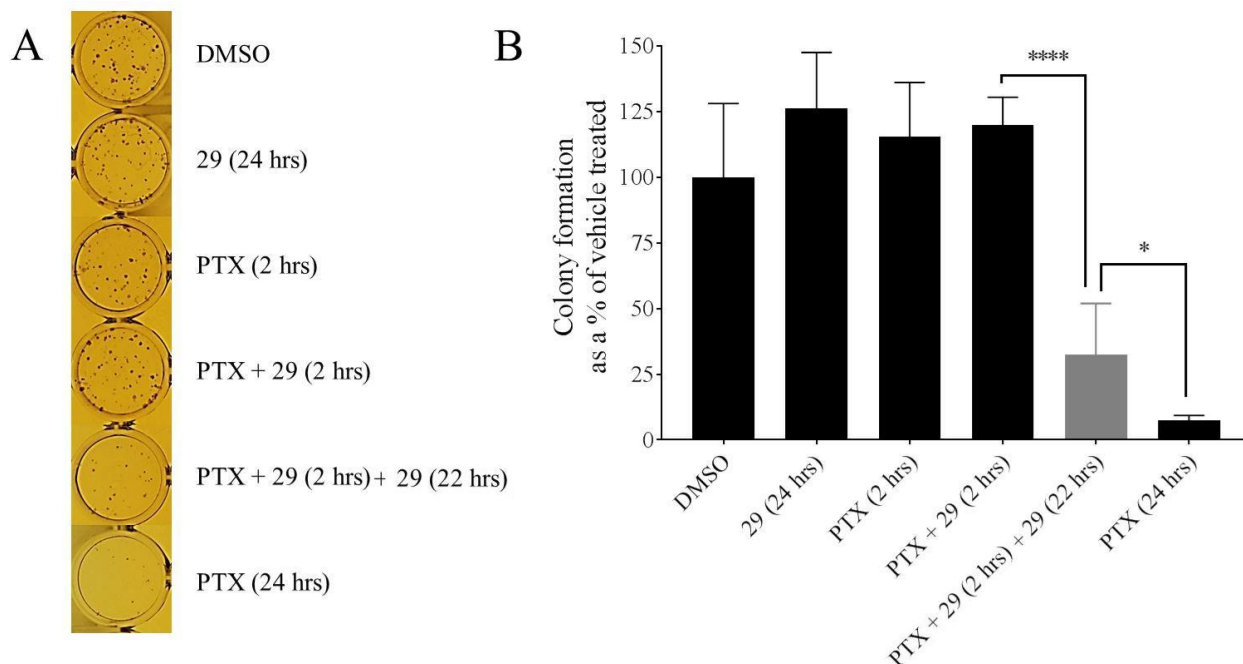 A
DMSO
29 (24 hrs)
PTX (2 hrs)
PTX + 29 (2 hrs)
PTX + 29 (2 hrs) + 29 (22 hrs)
PTX (24 hrs)
B
Colony formation
as a % of vehicle treated
150
125
100
75
50
25
0
****
*
DMSO
29 (24 hrs)
PTX (2 hrs)
PTX + 29 (2 hrs)
PTX + 29 (2 hrs) + 29 (22 hrs)
PTX (24 hrs)